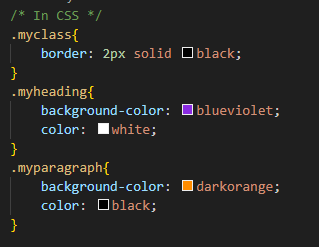 /* In CSS */
.myclass{
border: 2px solid black;
}
.myheading{
background-color: blueviolet;
color: white;
}
.myparagraph{
background-color: darkorange;
color: black;
}